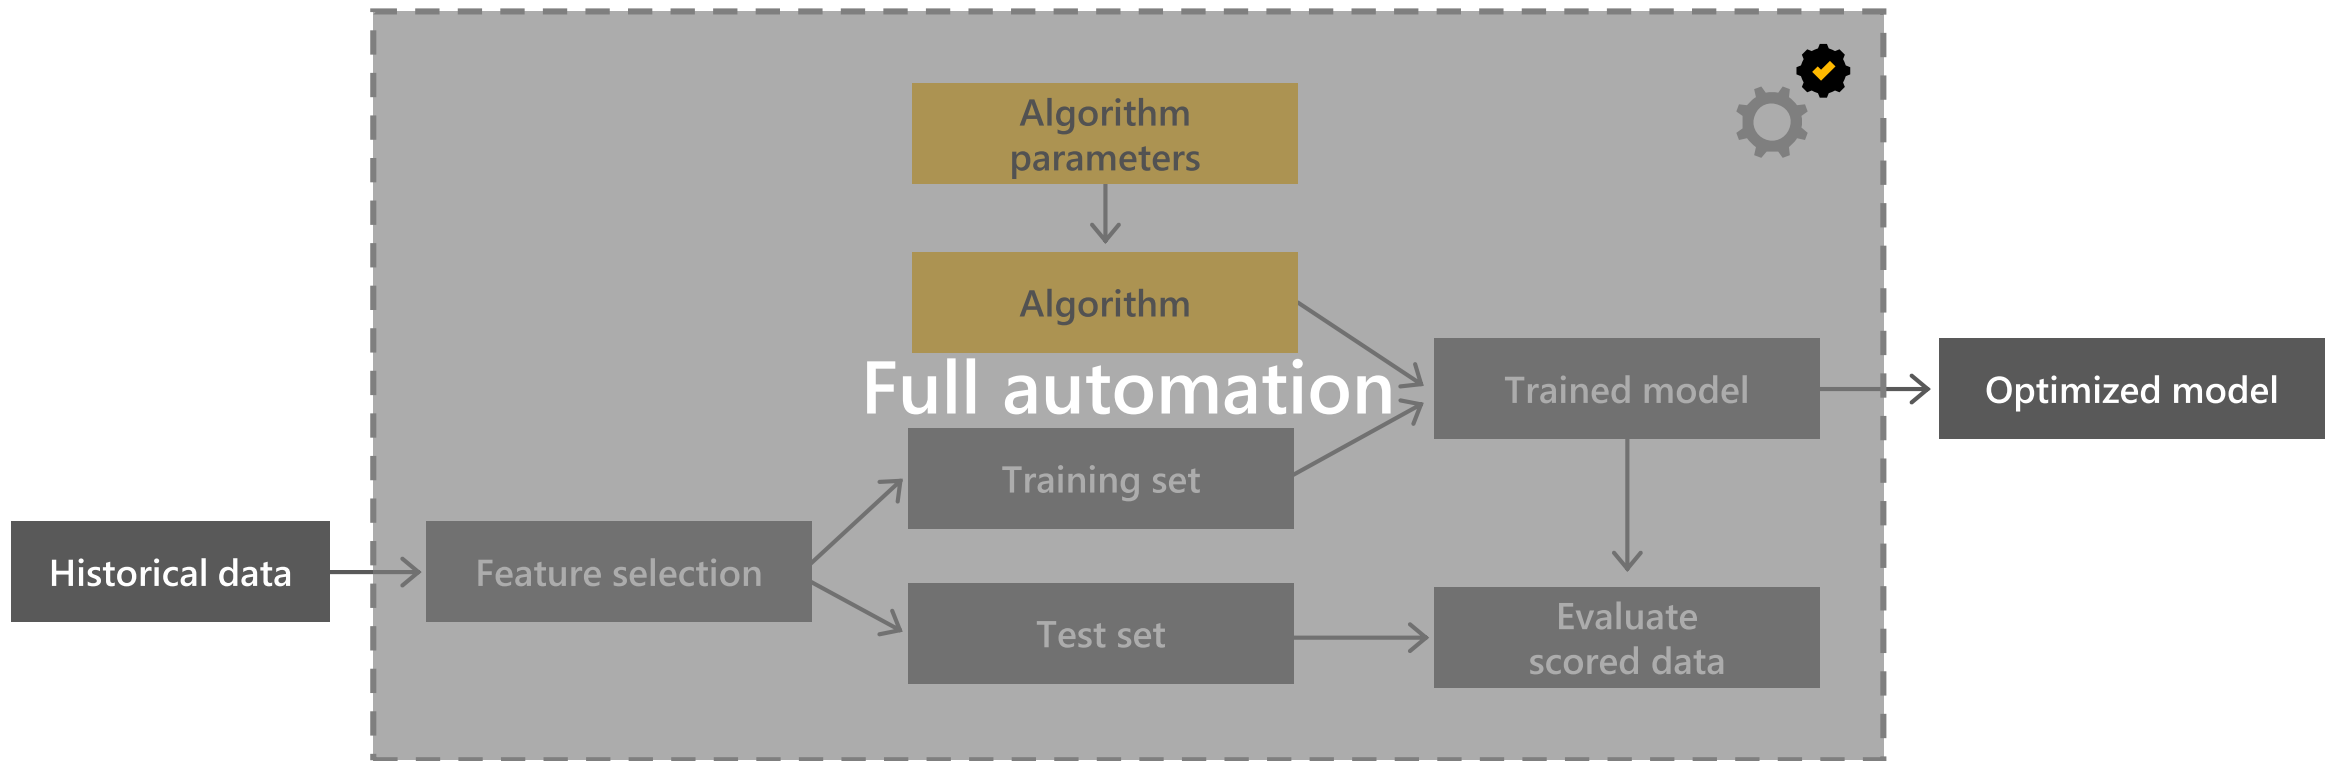 Algorithm
parameters
Algorithm
Full automation
Trained model
Optimized model
Training set
Historical data
Feature selection
Test set
Evaluate
scored data